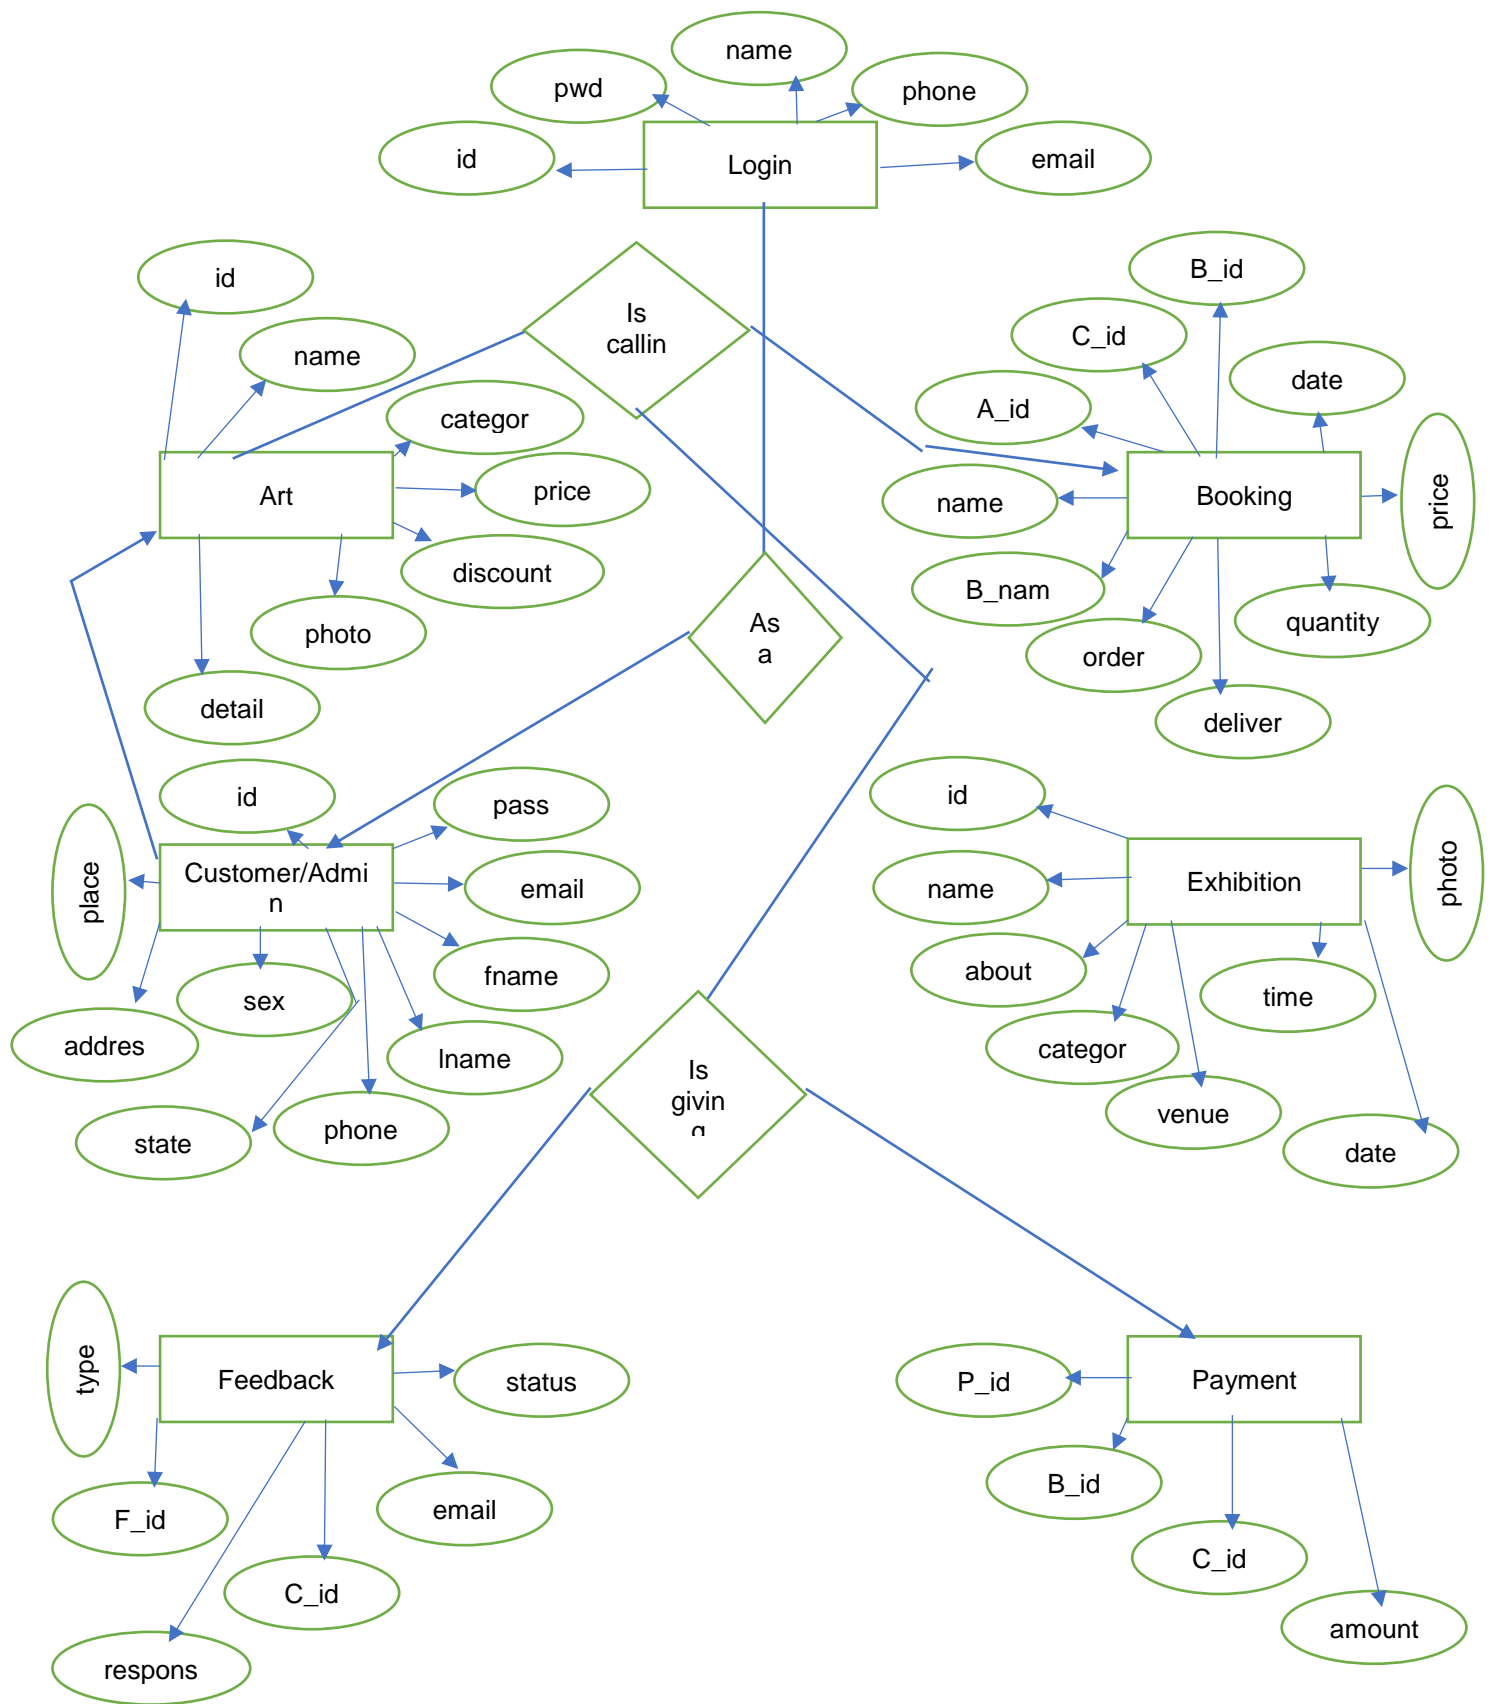 name
pwd
phone
id
Login
email
id
Is
callin
B_id
C_id
name
date
categor
A_id
Art
price
name
Booking
price
discount
B_nam
quantity
photo
As
a
order
detail
deliver
id
pass
id
place
Customer/Admi
n
email
name
Exhibition
photo
fname
about
sex
time
addres
lname
categor
Is
givin
g
state
phone
venue
date
type
Feedback
status
P_id
Payment
F_id
email
B_id
C_id
C_id
respons
amount